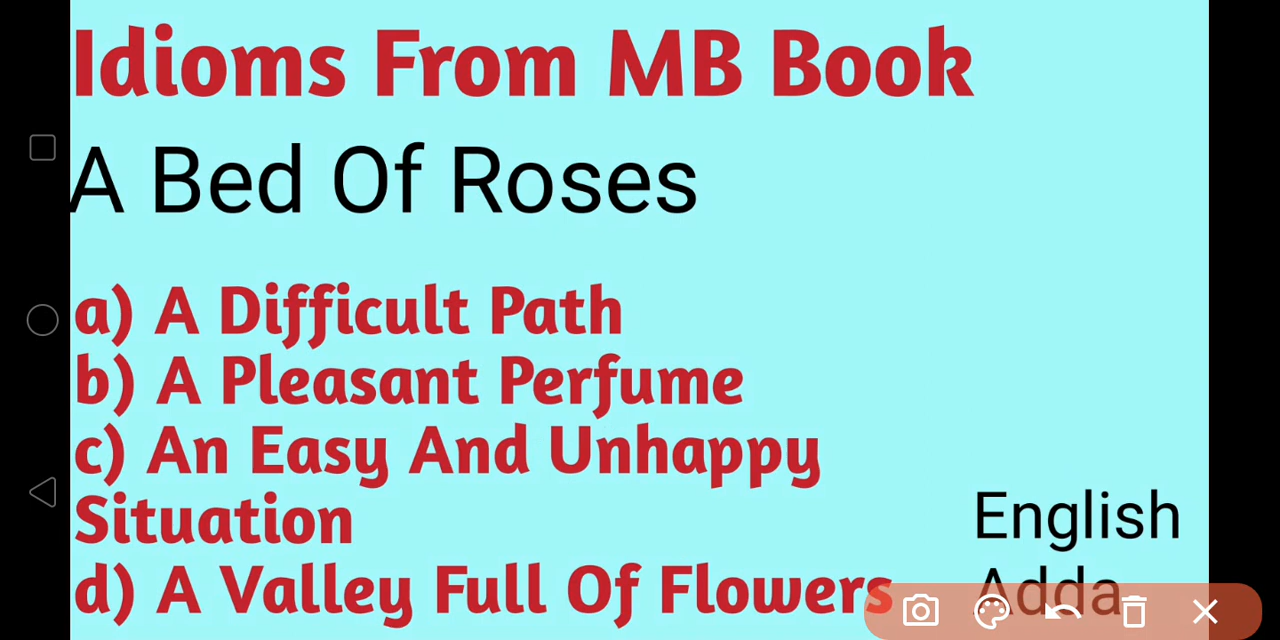 Idioms From MB Book
A Bed Of Roses
a) A Difficult Path
b) A Pleasant Perfume
c) An Easy And Unhappy
Situation
d) A Valley Full Of Flowers
English
Adda